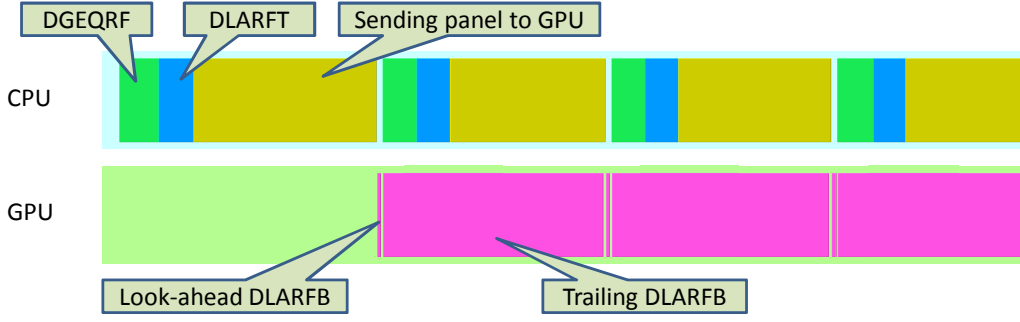 DGEQRF
DLARFT
Sending panel to GPU
CPU
GPU
Look-ahead DLARFB
Trailing DLARFB